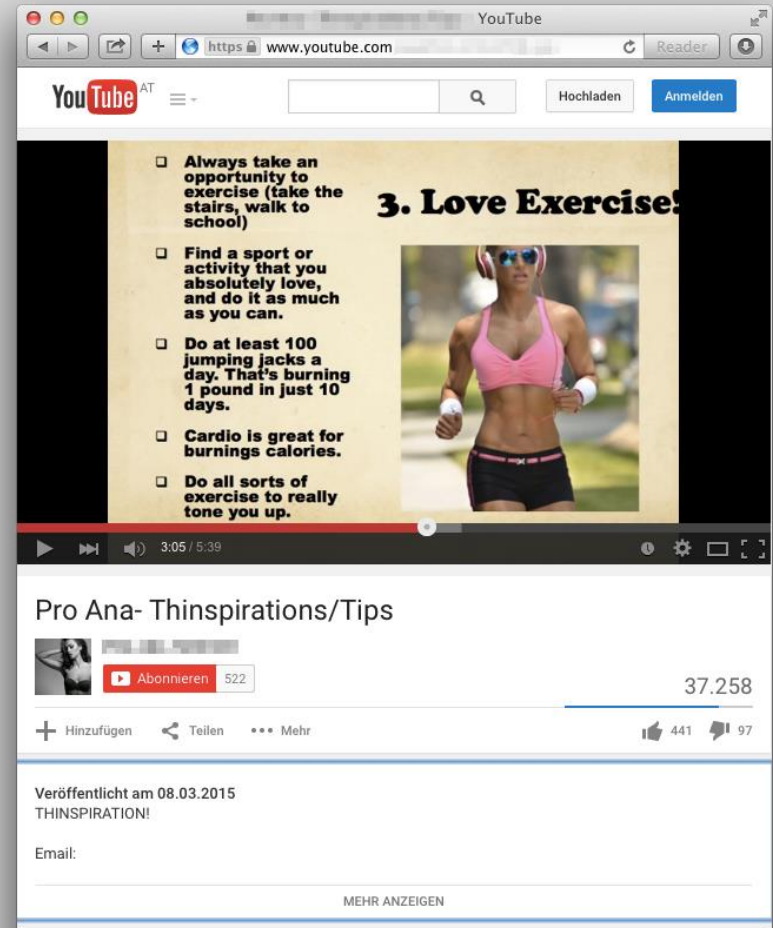 YouTube
https www.youtube.com
Reader
YouTube AT
Hochladen
Anmelden
Always take an
opportunity to
exercise (take the
stairs, walk to
school)
Find a sport or
activity that you
absolutely love,
and do it as much
as you can.
Do at least 100
jumping jacks a
day. That's burning
1 pound in just 10
days.
Cardio is great for
burnings calories.
Do all sorts of
exercise to really
tone you up.
3. Love Exercise!
3:05 / 5:39
Pro Ana- Thinspirations/Tips
Abonnieren 522
37.258
Hinzufügen Teilen Mehr
441 97
Veröffentlicht am 08.03.2015
THINSPIRATION!
Email:
MEHR ANZEIGEN